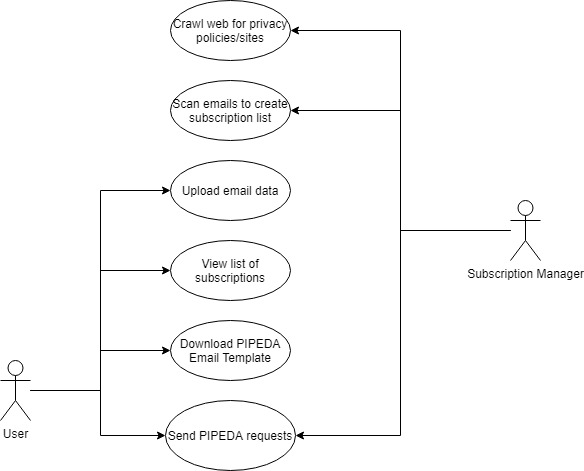 Crawl web for privacy
policies/sites
Scan emails to create
subscription list
Upload email data
View list of
subscriptions
Subscription Manager
Download PIPEDA
Email Template
User
Send PIPEDA requests